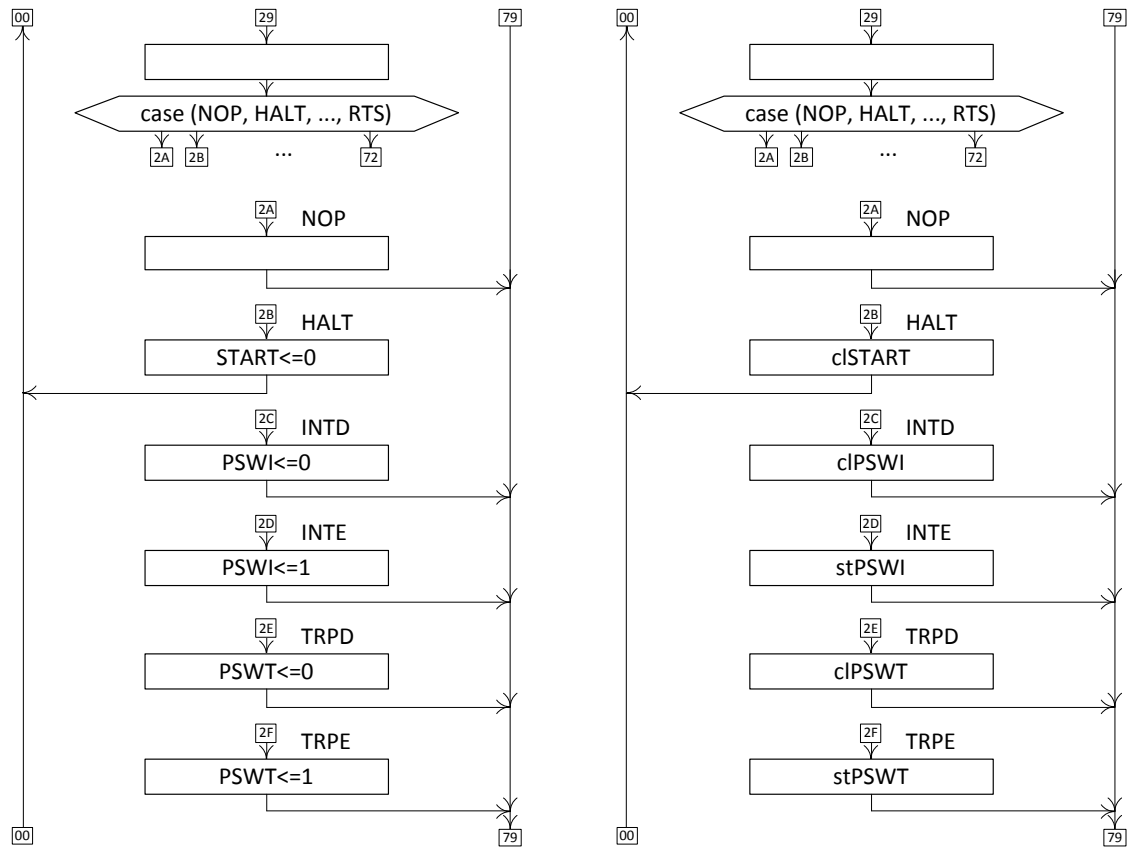 00 29 79 00 29 79
case (NOP, HALT, ..., RTS) case (NOP, HALT, ..., RTS)
2A 2B ... 72 2A 2B ... 72
2A NOP 2A NOP
2B HALT 2B HALT
START<=0 clSTART
2C INTD 2C INTD
PSWI<=0 clPSWI
2D INTE 2D INTE
PSWI<=1 stPSWI
2E TRPD 2E TRPD
PSWT<=0 clPSWT
2F TRPE 2F TRPE
PSWT<=1 stPSWT
00 79 00 79